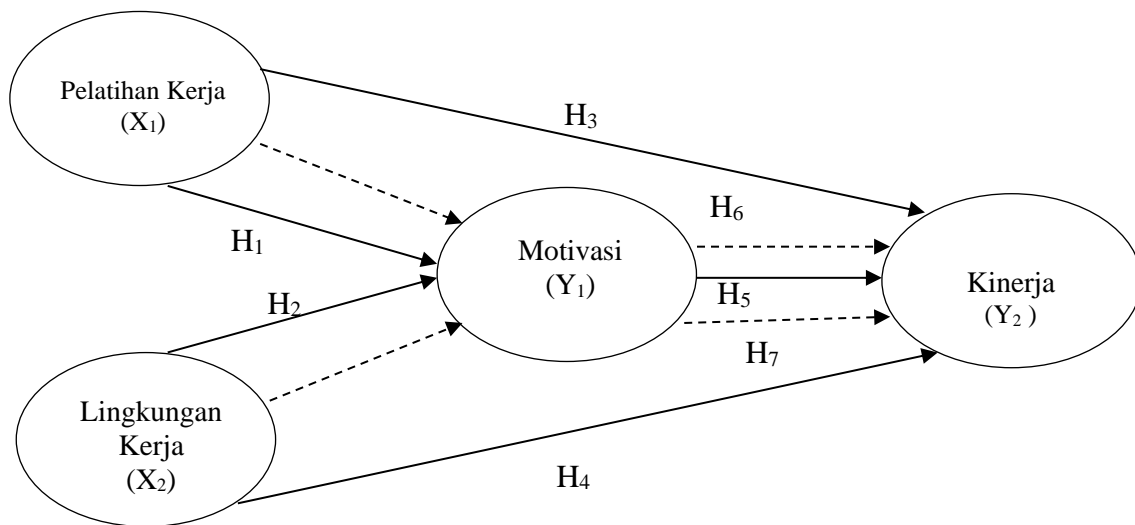 Pelatihan Kerja
(X₁)
H₃
H₁
Motivasi
(Y₁)
H₆
H₅
H₇
Kinerja
(Y₂ )
H₂
Lingkungan
Kerja
(X₂)
H₄